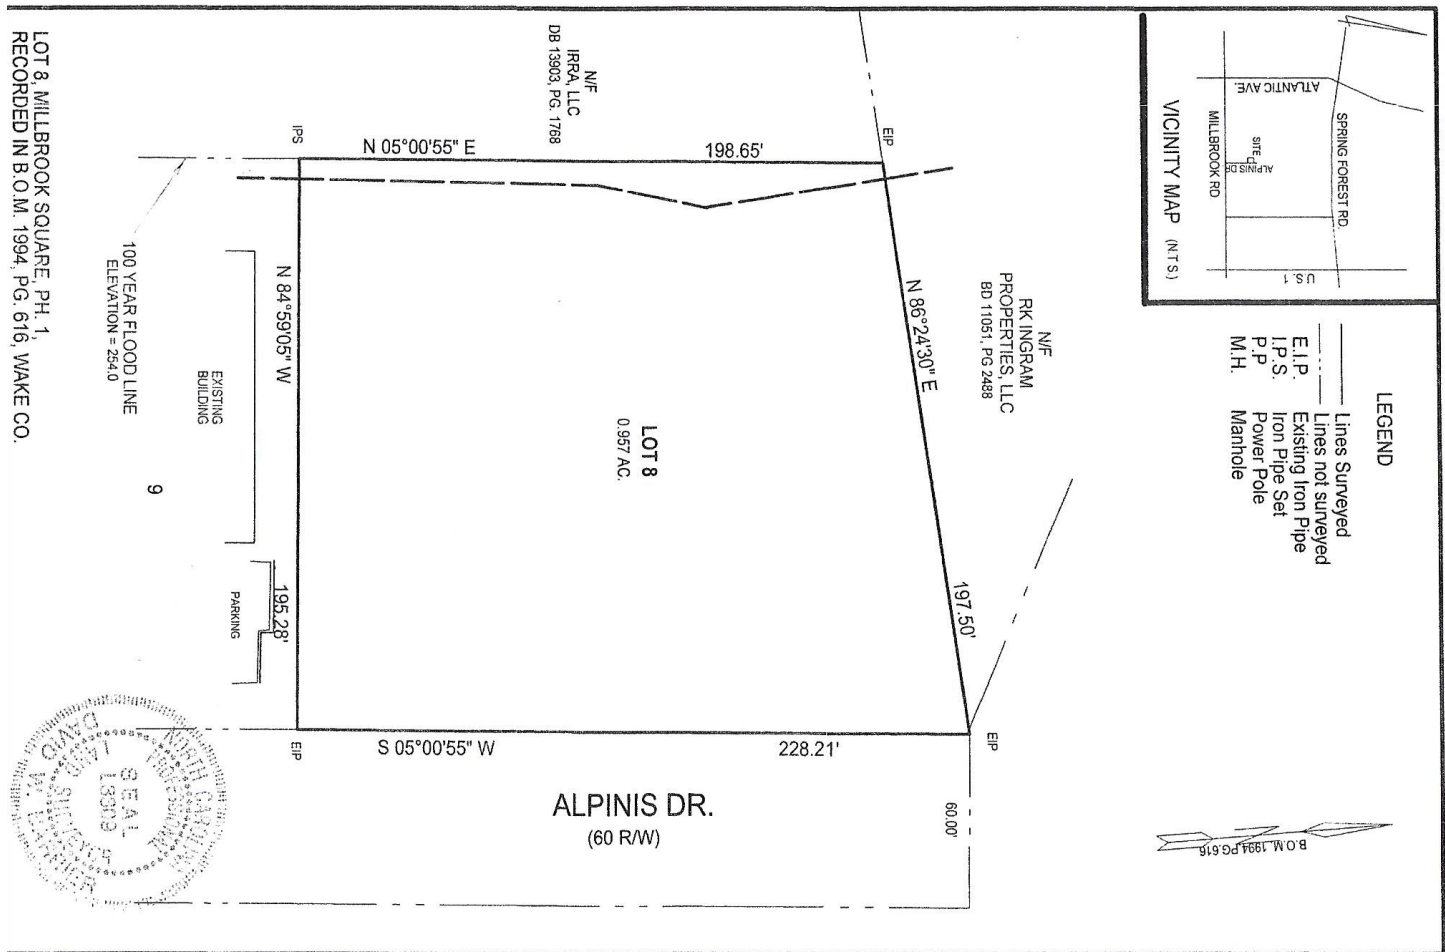 VICINITY MAP (N.T.S.)
SPRING FOREST RD.
ATLANTIC AVE.
MILLBROOK RD
SITE
ALPINIS DR
U.S. 1
LEGEND
Lines Surveyed
Lines not surveyed
E.I.P. Existing Iron Pipe
I.P.S. Iron Pipe Set
P.P Power Pole
M.H. Manhole
N/F
IRRA, LLC
DB 13903, PG. 1768
N/F
RK INGRAM
PROPERTIES, LLC
BD 11051, PG 2488
IPS
N 05°00'55" E
198.65'
EIP
N 86°24'30" E
197.50'
EIP
LOT 8
0.957 AC.
N 84°59'05" W
195.28'
EIP
S 05°00'55" W
228.21'
100 YEAR FLOOD LINE
ELEVATION = 254.0
EXISTING
BUILDING
9
PARKING
ALPINIS DR.
(60 R/W)
60.00'
B.O.M. 1994 PG.616
LOT 8, MILLBROOK SQUARE, PH. 1,
RECORDED IN B.O.M. 1994, PG. 616, WAKE CO.
NORTH CAROLINA
PROFESSIONAL
SEAL
LAND SURVEYOR
DAVID W.